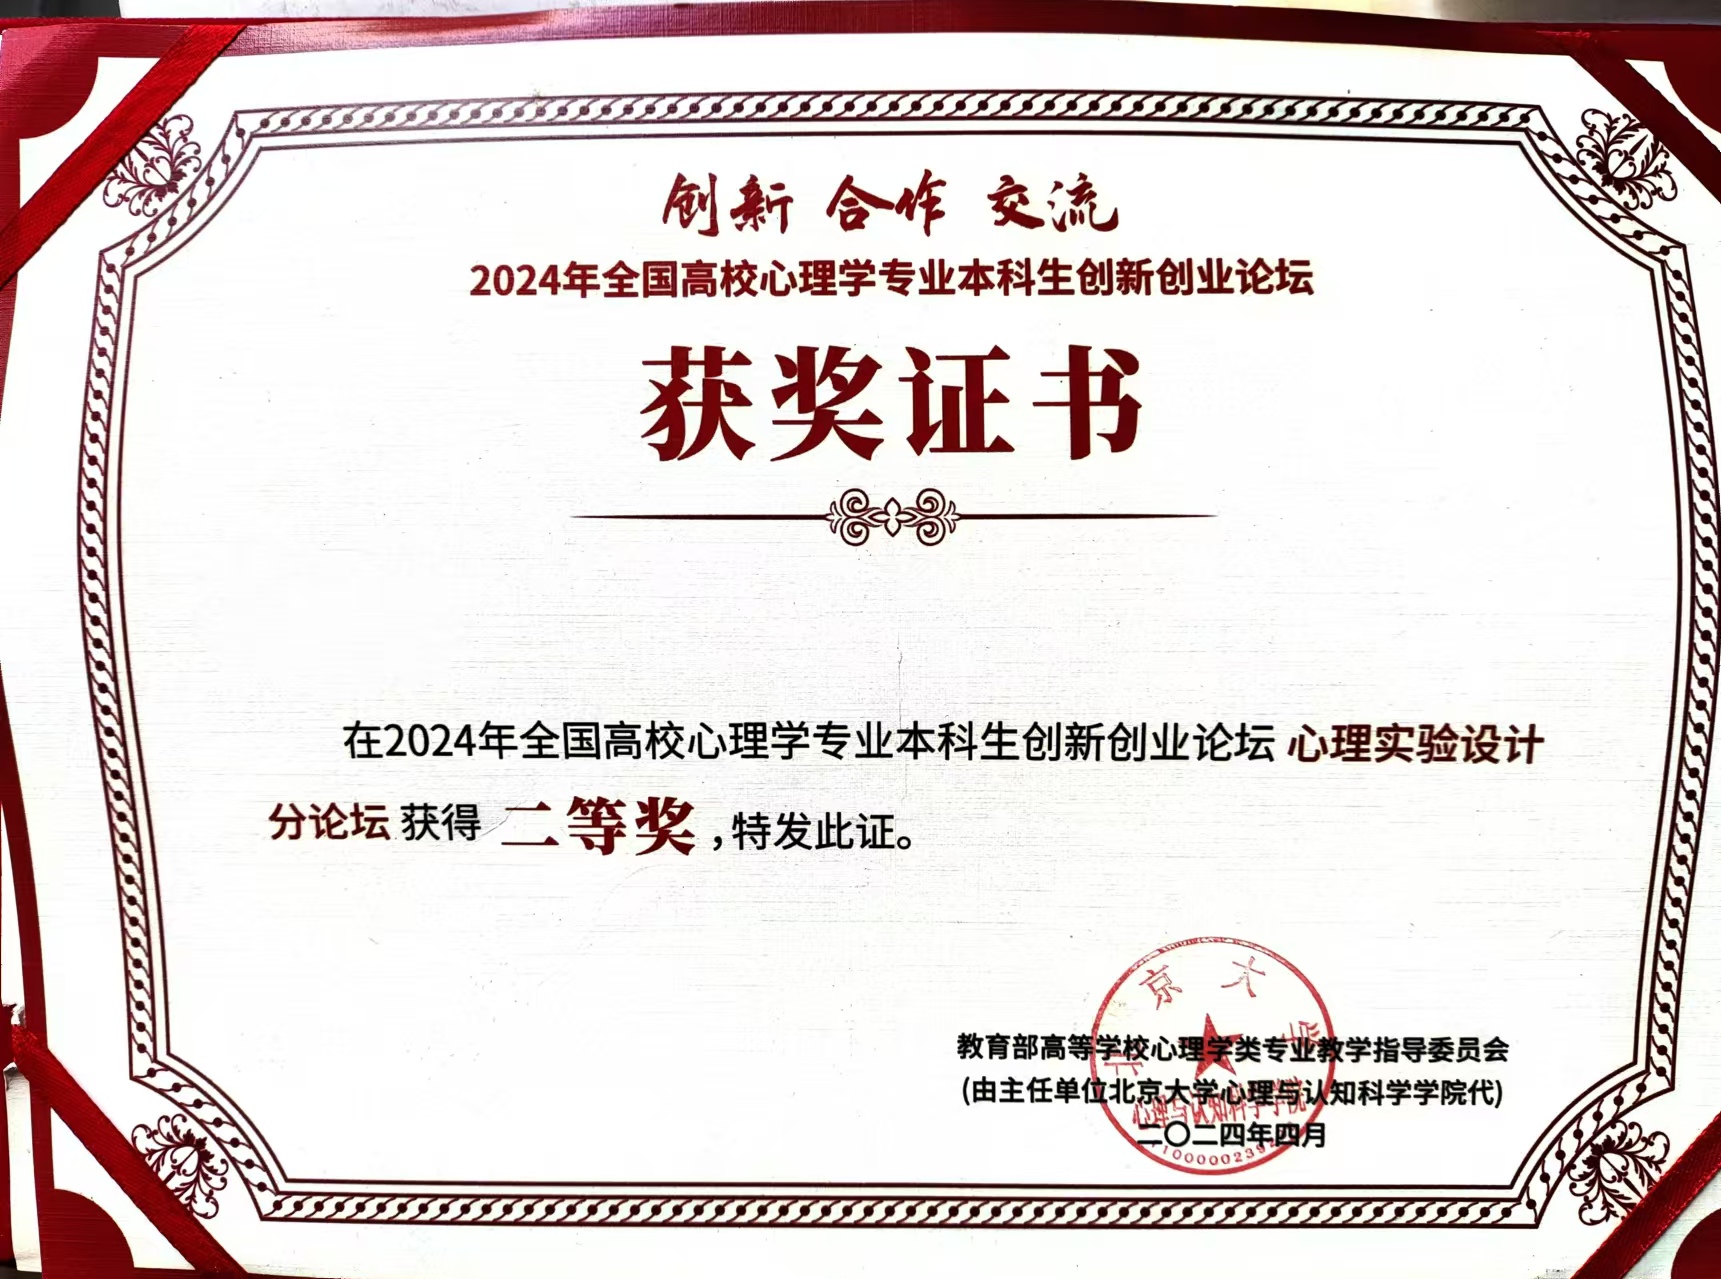 创新 合作 交流
2024年全国高校心理学专业本科生创新创业论坛
获奖证书
在2024年全国高校心理学专业本科生创新创业论坛 心理实验设计
分论坛 获得 二等奖,特发此证。
北京大学
教育部高等学校心理学类专业教学指导委员会
(由主任单位北京大学心理与认知科学学院代)
心理与认知科学学院
二〇二四年四月